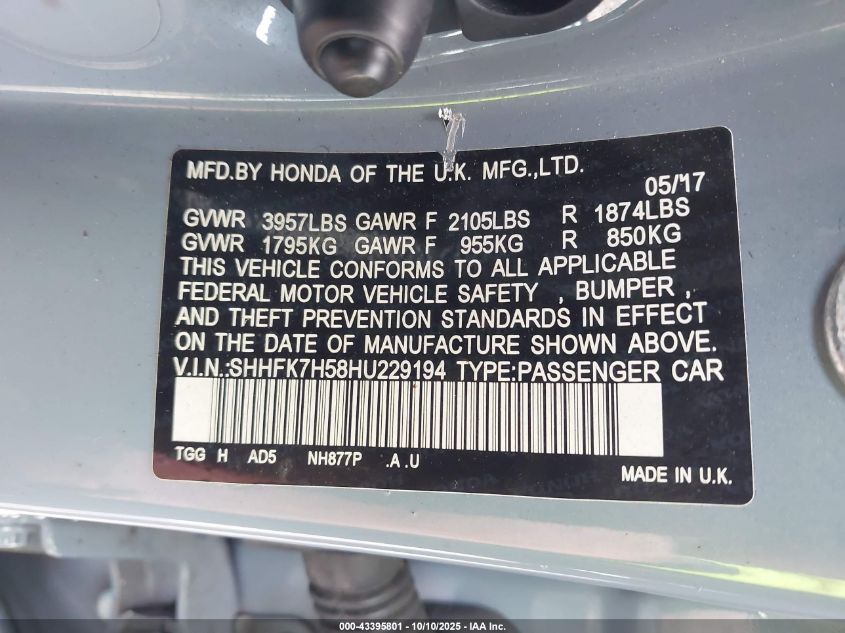 MFD.BY HONDA OF THE U.K. MFG.,LTD.
05/17
GVWR 3957LBS GAWR F 2105LBS R 1874LBS
GVWR 1795KG GAWR F 955KG R 850KG
THIS VEHICLE CONFORMS TO ALL APPLICABLE
FEDERAL MOTOR VEHICLE SAFETY , BUMPER ,
AND THEFT PREVENTION STANDARDS IN EFFECT
ON THE DATE OF MANUFACTURE SHOWN ABOVE.
V.I.N.:SHHFK7H58HU229194 TYPE:PASSENGER CAR
TGG H AD5 NH877P .A .U
MADE IN U.K.
000-43395801 - 10/10/2025 - IAA Inc.